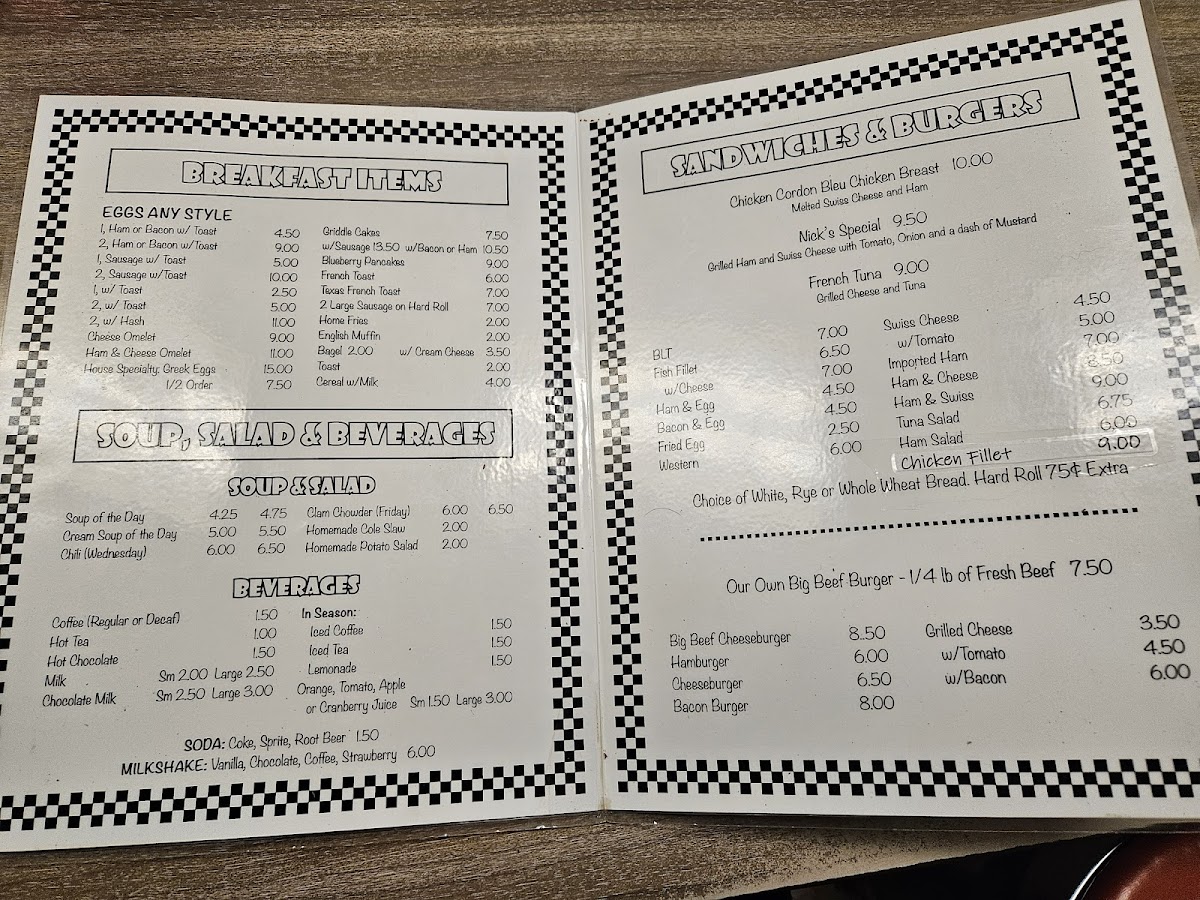 BREAKFAST ITEMS
EGGS ANY STYLE
1, Ham or Bacon w/ Toast 4.50
2, Ham or Bacon w/Toast 9.00
1, Sausage w/ Toast 5.00
2, Sausage w/Toast 10.00
1, w/ Toast 2.50
2, w/ Toast 5.00
2, w/ Hash 11.00
Cheese Omelet 9.00
Ham & Cheese Omelet 11.00
House Specialty: Greek Eggs 15.00
1/2 Order 7.50
Griddle Cakes 7.50
w/Sausage 13.50 w/Bacon or Ham 10.50
Blueberry Pancakes 9.00
French Toast 6.00
Texas French Toast 7.00
2 Large Sausage on Hard Roll 7.00
Home Fries 2.00
English Muffin 2.00
Bagel 2.00 w/ Cream Cheese 3.50
Toast 2.00
Cereal w/Milk 4.00
SOUP, SALAD & BEVERAGES
SOUP & SALAD
Soup of the Day 4.25 4.75
Cream Soup of the Day 5.00 5.50
Chili (Wednesday) 6.00 6.50
Clam Chowder (Friday) 6.00 6.50
Homemade Cole Slaw 2.00
Homemade Potato Salad 2.00
BEVERAGES
Coffee (Regular or Decaf) 1.50
Hot Tea 1.00
Hot Chocolate 1.50
Milk Sm 2.00 Large 2.50
Chocolate Milk Sm 2.50 Large 3.00
In Season:
Iced Coffee 1.50
Iced Tea 1.50
Lemonade 1.50
Orange, Tomato, Apple
or Cranberry Juice Sm 1.50 Large 3.00
SODA: Coke, Sprite, Root Beer 1.50
MILKSHAKE: Vanilla, Chocolate, Coffee, Strawberry 6.00
SANDWICHES & BURGERS
Chicken Cordon Bleu Chicken Breast 10.00
Melted Swiss Cheese and Ham
Nick's Special 9.50
Grilled Ham and Swiss Cheese with Tomato, Onion and a dash of Mustard
French Tuna 9.00
Grilled Cheese and Tuna
BLT 7.00
Fish Fillet 6.50
w/Cheese 7.00
Ham & Egg 4.50
Bacon & Egg 4.50
Fried Egg 2.50
Western 6.00
Swiss Cheese 4.50
w/Tomato 5.00
Imported Ham 7.00
Ham & Cheese 8.50
Ham & Swiss 9.00
Tuna Salad 6.75
Ham Salad 6.00
Chicken Fillet 9.00
Choice of White, Rye or Whole Wheat Bread. Hard Roll 75¢ Extra
Our Own Big Beef Burger - 1/4 lb of Fresh Beef 7.50
Big Beef Cheeseburger 8.50
Hamburger 6.00
Cheeseburger 6.50
Bacon Burger 8.00
Grilled Cheese 3.50
w/Tomato 4.50
w/Bacon 6.00